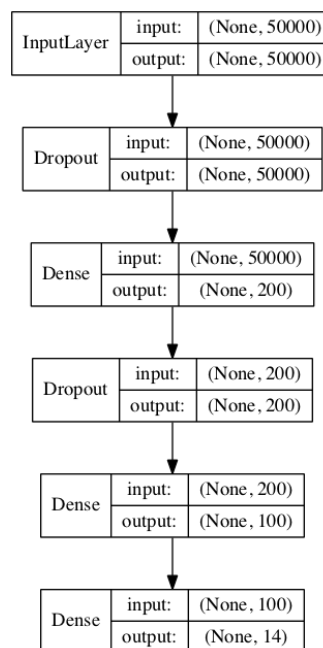 InputLayer input: (None, 50000)
output: (None, 50000)
Dropout input: (None, 50000)
output: (None, 50000)
Dense input: (None, 50000)
output: (None, 200)
Dropout input: (None, 200)
output: (None, 200)
Dense input: (None, 200)
output: (None, 100)
Dense input: (None, 100)
output: (None, 14)